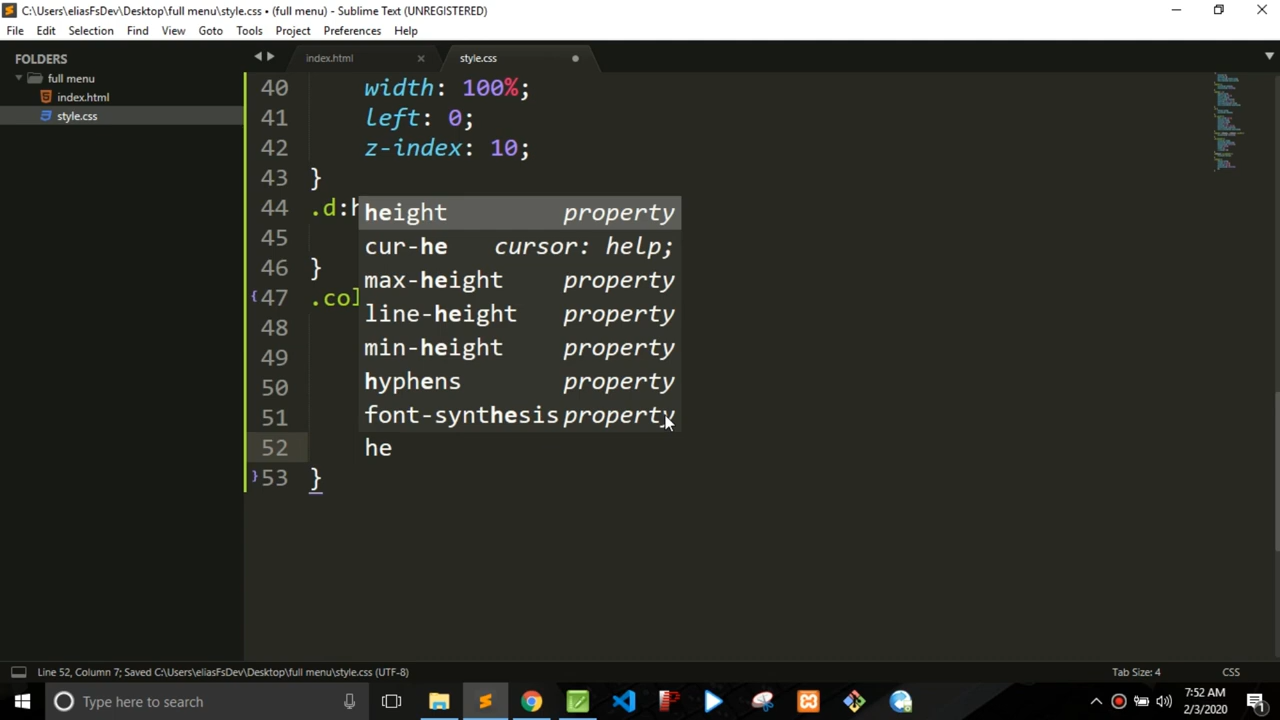 C:\Users\eliasFsDev\Desktop\full menu\style.css • (full menu) - Sublime Text (UNREGISTERED)
File Edit Selection Find View Goto Tools Project Preferences Help
FOLDERS
full menu
index.html
style.css
index.html × style.css
40 width: 100%;
41 left: 0;
42 z-index: 10;
43 }
44 .d:h
45
46 }
47 .col
48
49
50
51
52 he
53 }
height property
cur-he cursor: help;
max-height property
line-height property
min-height property
hyphens property
font-synthesis property
Line 52, Column 7; Saved C:\Users\eliasFsDev\Desktop\full menu\style.css (UTF-8)
Tab Size: 4
CSS
Type here to search
7:52 AM
2/3/2020
1